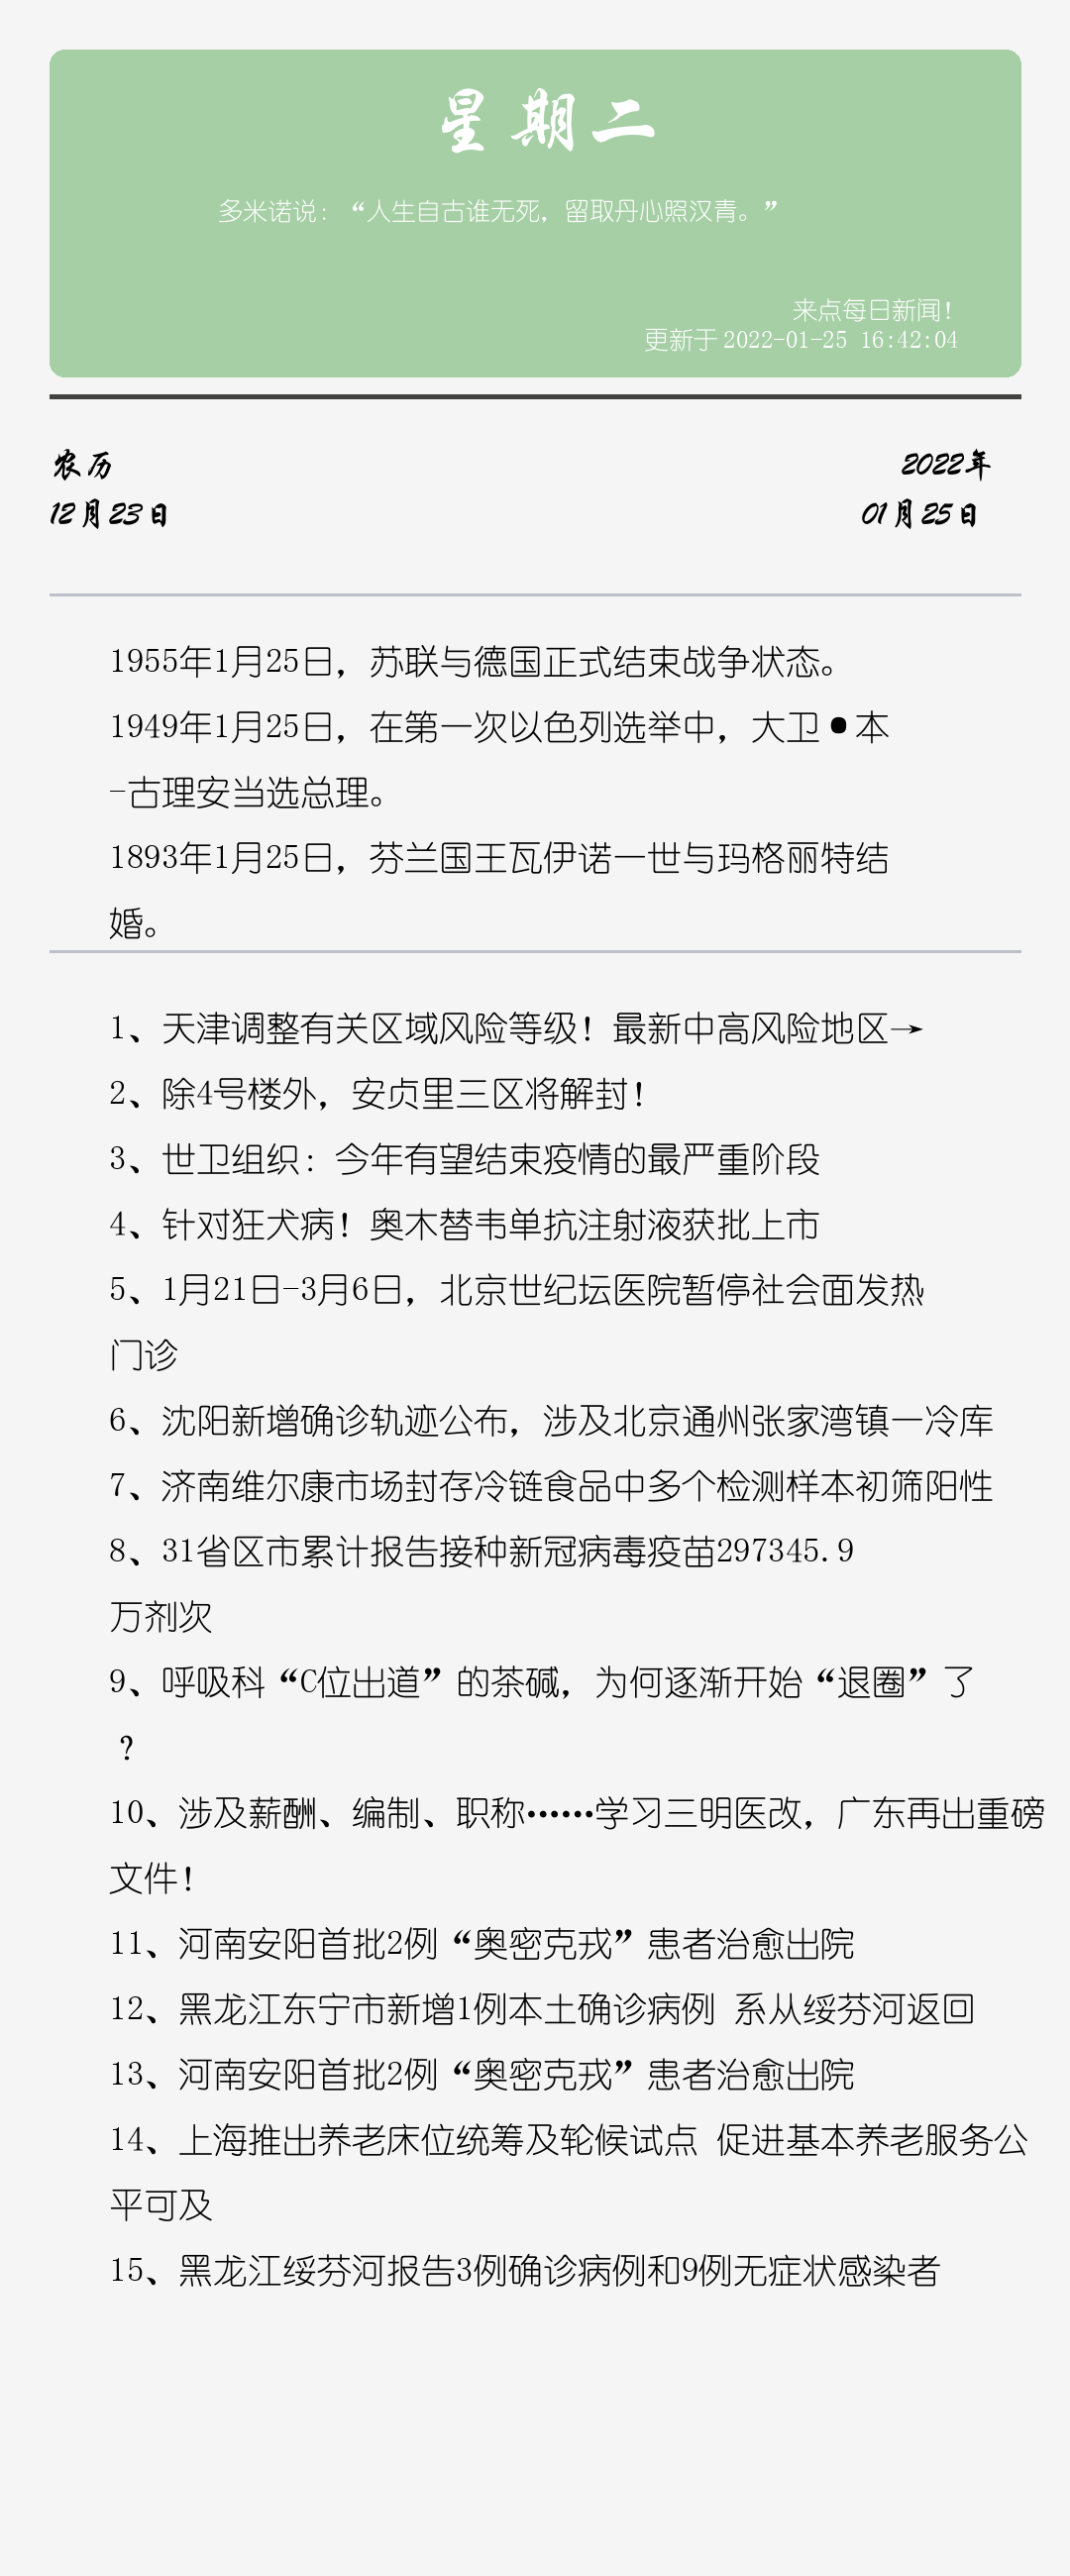 星期二
多米诺说：“人生自古谁无死，留取丹心照汉青。”
来点每日新闻！
更新于2022-01-25 16:42:04
农历
2022年
12月23日
01月25日
1955年1月25日，苏联与德国正式结束战争状态。
1949年1月25日，在第一次以色列选举中，大卫•本
-古理安当选总理。
1893年1月25日，芬兰国王瓦伊诺一世与玛格丽特结
婚。
1、天津调整有关区域风险等级！最新中高风险地区→
2、除4号楼外，安贞里三区将解封！
3、世卫组织：今年有望结束疫情的最严重阶段
4、针对狂犬病！奥木替韦单抗注射液获批上市
5、1月21日-3月6日，北京世纪坛医院暂停社会面发热
门诊
6、沈阳新增确诊轨迹公布，涉及北京通州张家湾镇一冷库
7、济南维尔康市场封存冷链食品中多个检测样本初筛阳性
8、31省区市累计报告接种新冠病毒疫苗297345.9
万剂次
9、呼吸科“C位出道”的茶碱，为何逐渐开始“退圈”了
？
10、涉及薪酬、编制、职称……学习三明医改，广东再出重磅
文件！
11、河南安阳首批2例“奥密克戎”患者治愈出院
12、黑龙江东宁市新增1例本土确诊病例 系从绥芬河返回
13、河南安阳首批2例“奥密克戎”患者治愈出院
14、上海推出养老床位统筹及轮候试点 促进基本养老服务公
平可及
15、黑龙江绥芬河报告3例确诊病例和9例无症状感染者